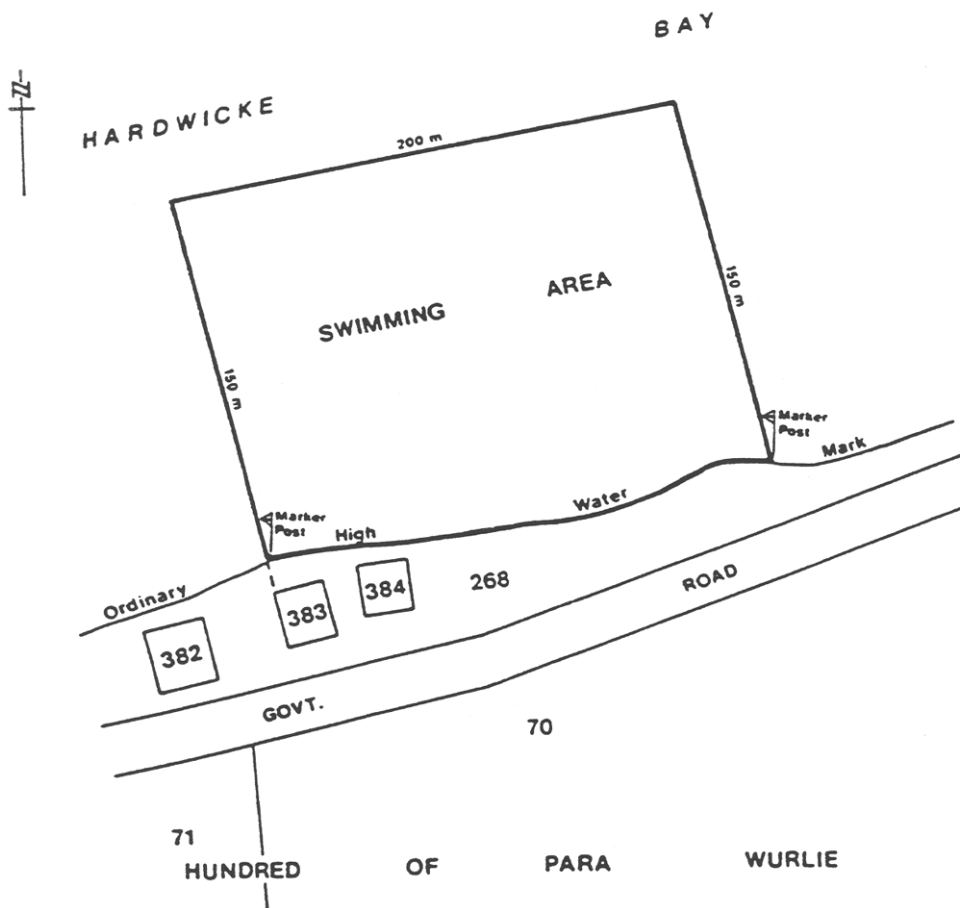 BAY
N
HARDWICKE
200 m
SWIMMING AREA
150 m
150 m
Marker
Post
Mark
Marker
Post
High
Water
Ordinary
382
383
384
268
ROAD
GOVT.
70
71
HUNDRED OF PARA WURLIE